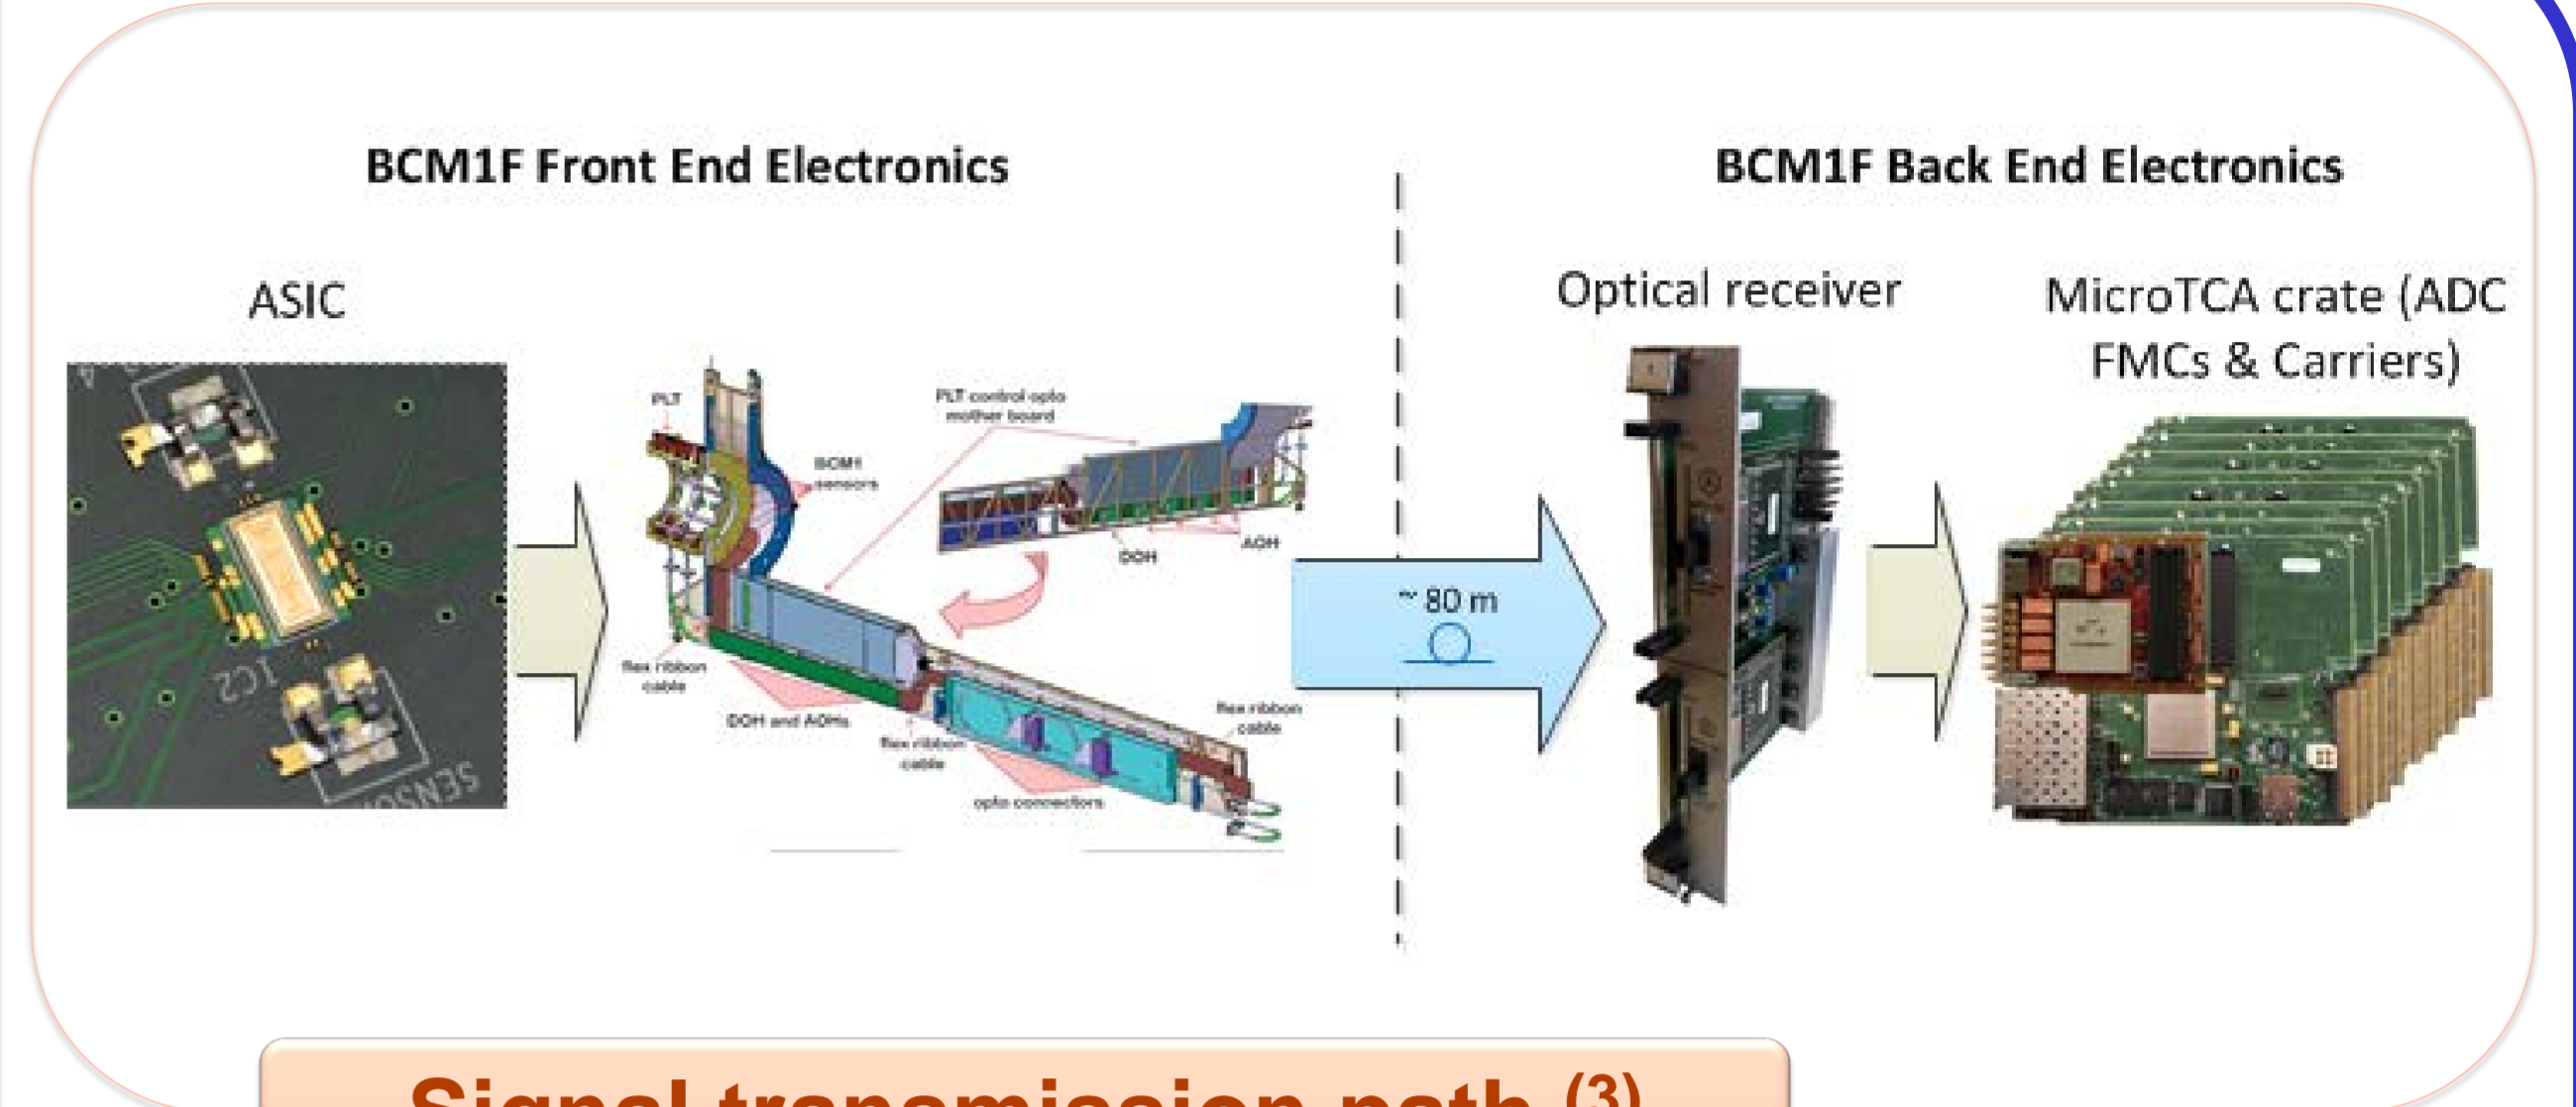 BCM1F Front End Electronics
BCM1F Back End Electronics
ASIC
Optical receiver
MicroTCA crate (ADC
FMCs & Carriers)
PLT
PLT control opto
mother board
BCM1
sensors
DOH
AOH
~ 80 m
flex ribbon
cable
DOH and AOHs
flex ribbon
cable
flex ribbon
cable
opto connectors
IC2
Signal transmission path (3)